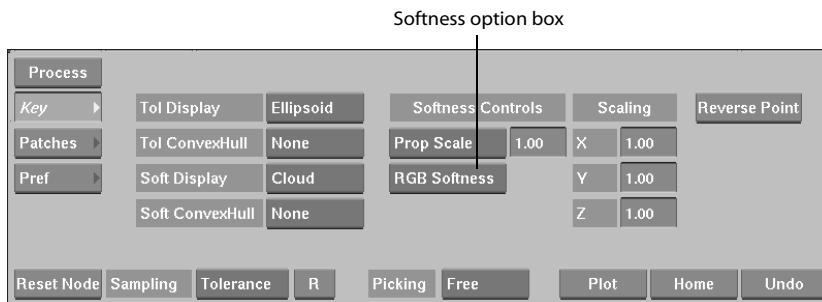 Softness option box
Process
Key Tol Display Ellipsoid Softness Controls Scaling Reverse Point
Patches Tol ConvexHull None Prop Scale 1.00 X 1.00
Pref Soft Display Cloud RGB Softness Y 1.00
Soft ConvexHull None Z 1.00
Reset Node Sampling Tolerance R Picking Free Plot Home Undo